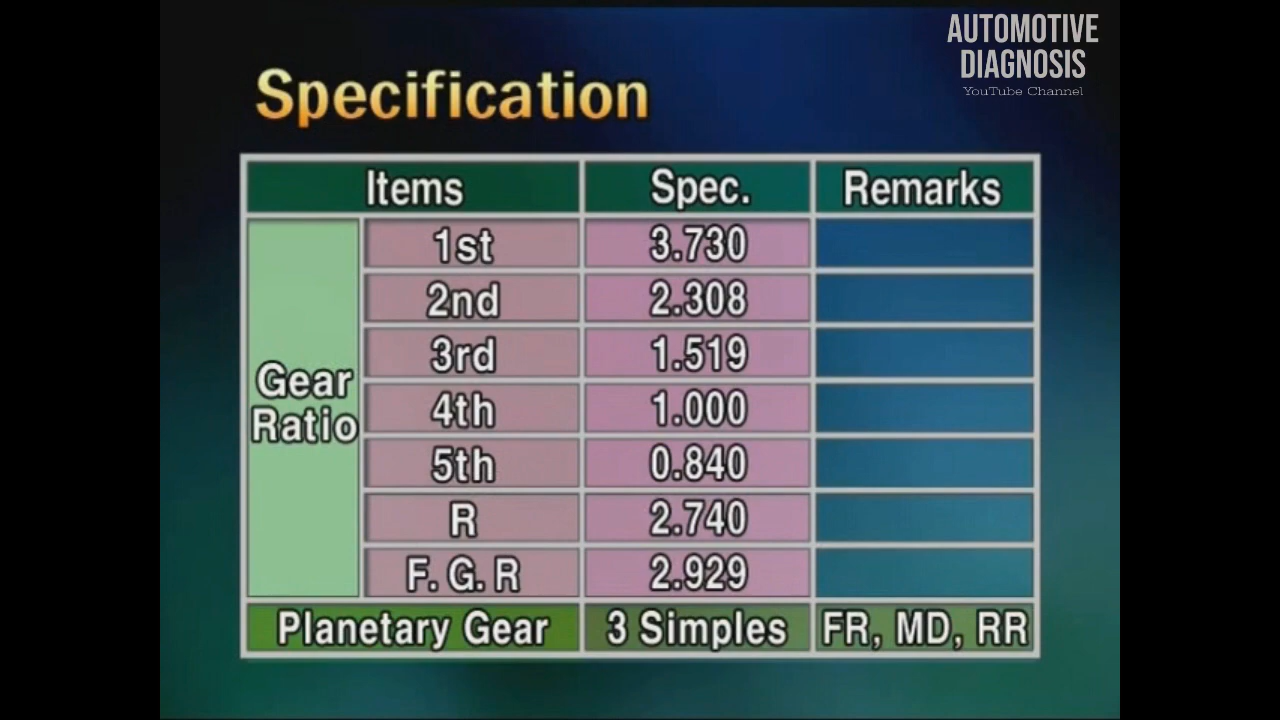 AUTOMOTIVE
DIAGNOSIS
YouTube Channel
Specification
Items Spec. Remarks
Gear
Ratio
1st 3.730
2nd 2.308
3rd 1.519
4th 1.000
5th 0.840
R 2.740
F. G. R 2.929
Planetary Gear 3 Simples FR, MD, RR